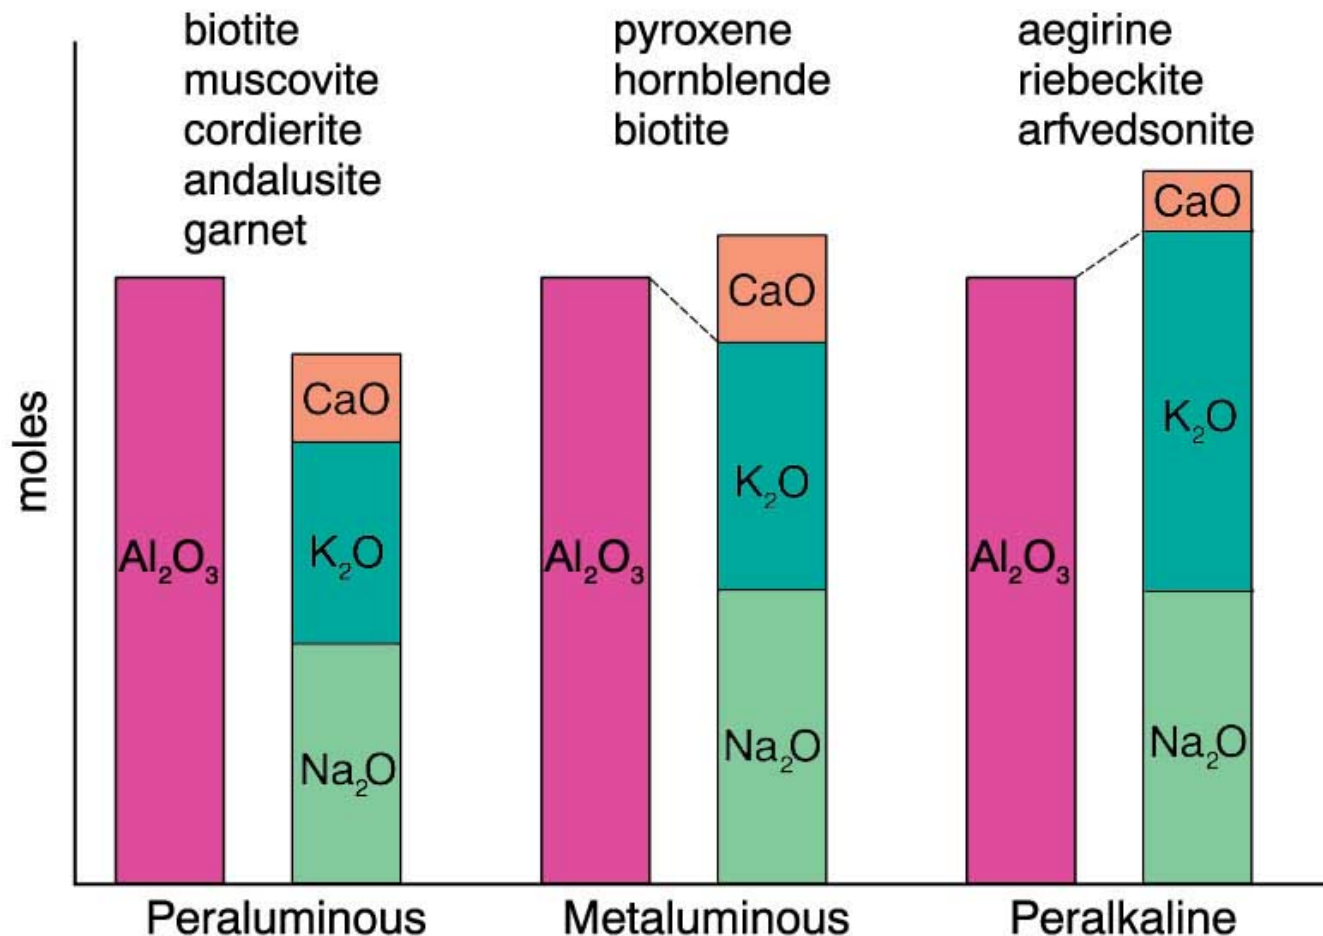 biotite
muscovite
cordierite
andalusite
garnet
pyroxene
hornblende
biotite
aegirine
riebeckite
arfvedsonite
moles
Al₂O₃
CaO
K₂O
Na₂O
Al₂O₃
CaO
K₂O
Na₂O
Al₂O₃
CaO
K₂O
Na₂O
Peraluminous
Metaluminous
Peralkaline